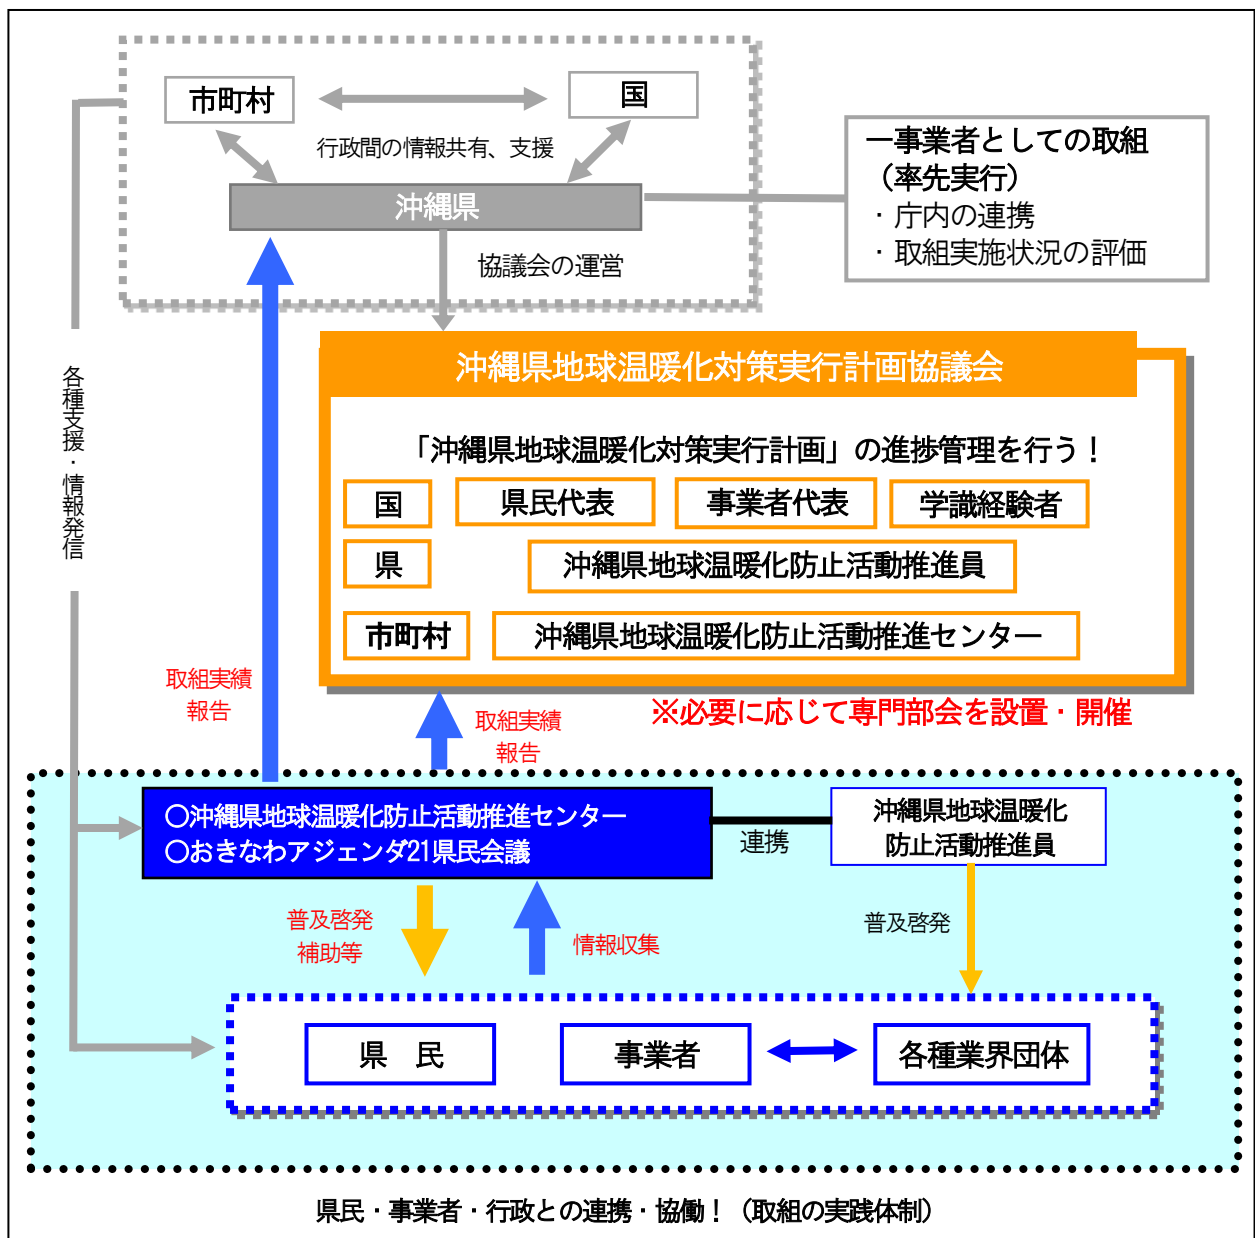 市町村
国
行政間の情報共有、支援
沖縄県
協議会の運営
一事業者としての取組
（率先実行）
・庁内の連携
・取組実施状況の評価
各種支援・情報発信
沖縄県地球温暖化対策実行計画協議会
「沖縄県地球温暖化対策実行計画」の進捗管理を行う！
国
県民代表
事業者代表
学識経験者
県
沖縄県地球温暖化防止活動推進員
市町村
沖縄県地球温暖化防止活動推進センター
取組実績
報告
取組実績
報告
※必要に応じて専門部会を設置・開催
○沖縄県地球温暖化防止活動推進センター
○おきなわアジェンダ21県民会議
連携
沖縄県地球温暖化
防止活動推進員
普及啓発
補助等
情報収集
普及啓発
県　民
事業者
各種業界団体
県民・事業者・行政との連携・協働！（取組の実践体制）